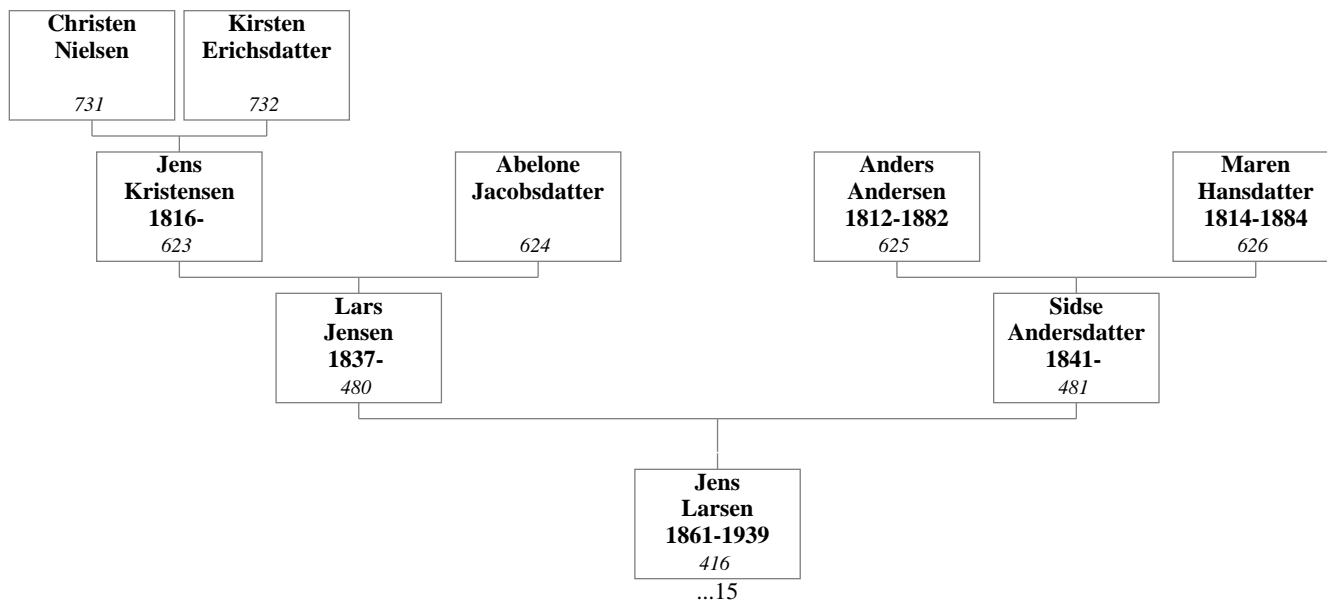 Christen
Nielsen
731
Kirsten
Erichsdatter
732
Jens
Kristensen
1816-
623
Abelone
Jacobsdatter
624
Anders
Andersen
1812-1882
625
Maren
Hansdatter
1814-1884
626
Lars
Jensen
1837-
480
Sidse
Andersdatter
1841-
481
Jens
Larsen
1861-1939
416
...15